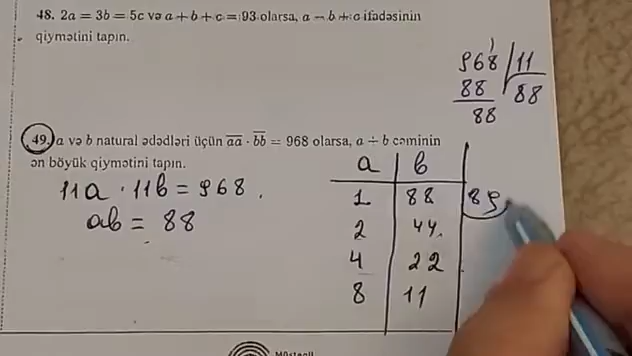 48. 2a = 3b = 5c və a + b + c = 93 olarsa, a − b + c ifadəsinin
qiymətini tapın.
968 | 11
88 88
88
49. a və b natural ədədləri üçün aa · bb = 968 olarsa, a + b cəminin
ən böyük qiymətini tapın.
11a · 11b = 968.
ab = 88
a b
1 88 89
2 44.
4 22
8 11